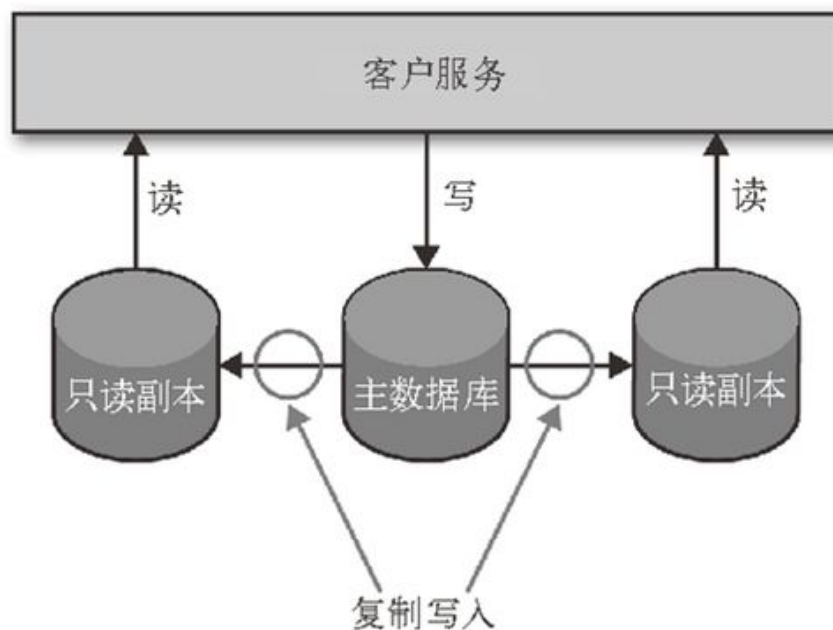 客户服务
读
写
读
只读副本
主数据库
只读副本
复制写入